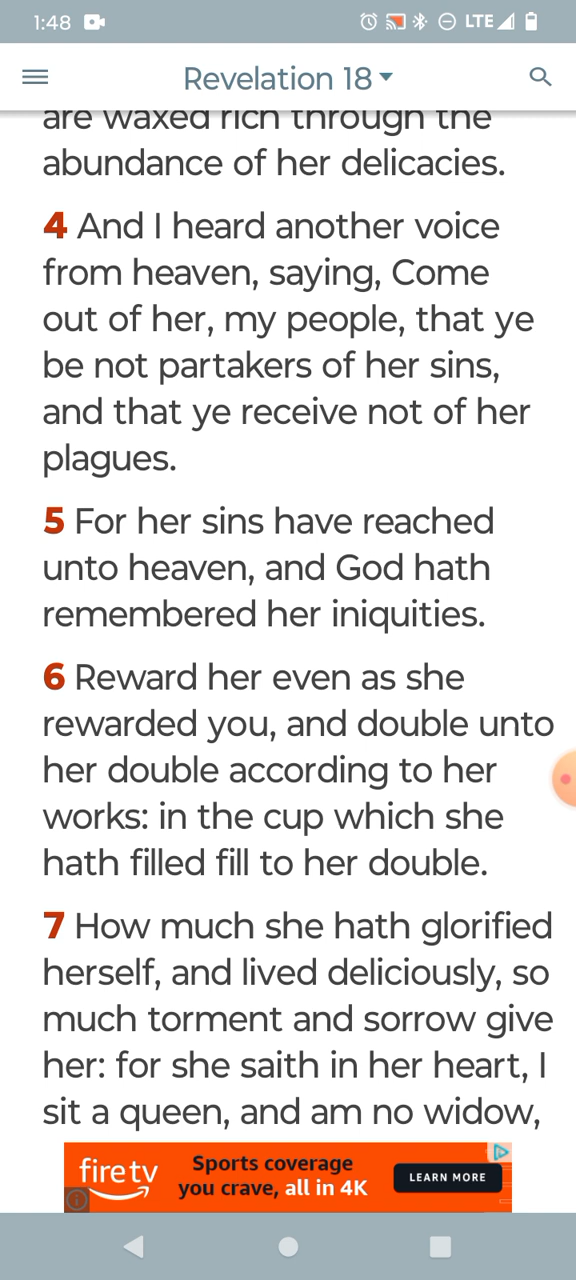 1:48
LTE
Revelation 18
are waxed rich through the
abundance of her delicacies.
4 And I heard another voice
from heaven, saying, Come
out of her, my people, that ye
be not partakers of her sins,
and that ye receive not of her
plagues.
5 For her sins have reached
unto heaven, and God hath
remembered her iniquities.
6 Reward her even as she
rewarded you, and double unto
her double according to her
works: in the cup which she
hath filled fill to her double.
7 How much she hath glorified
herself, and lived deliciously, so
much torment and sorrow give
her: for she saith in her heart, I
sit a queen, and am no widow,
fire tv
Sports coverage
you crave, all in 4K
LEARN MORE